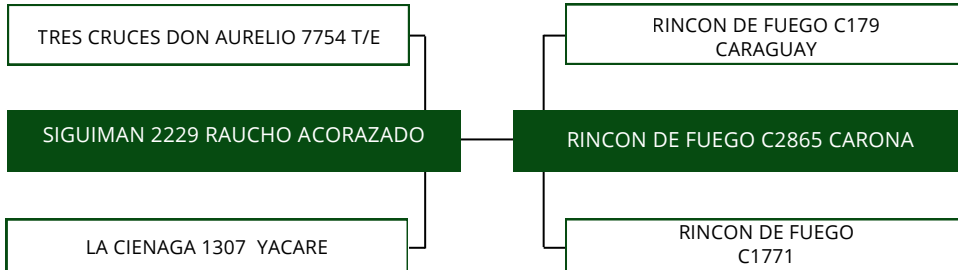 TRES CRUCES DON AURELIO 7754 T/E
RINCON DE FUEGO C179
CARAGUAY
SIGUIMAN 2229 RAUCHO ACORAZADO
RINCON DE FUEGO C2865 CARONA
LA CIENAGA 1307 YACARE
RINCON DE FUEGO
C1771